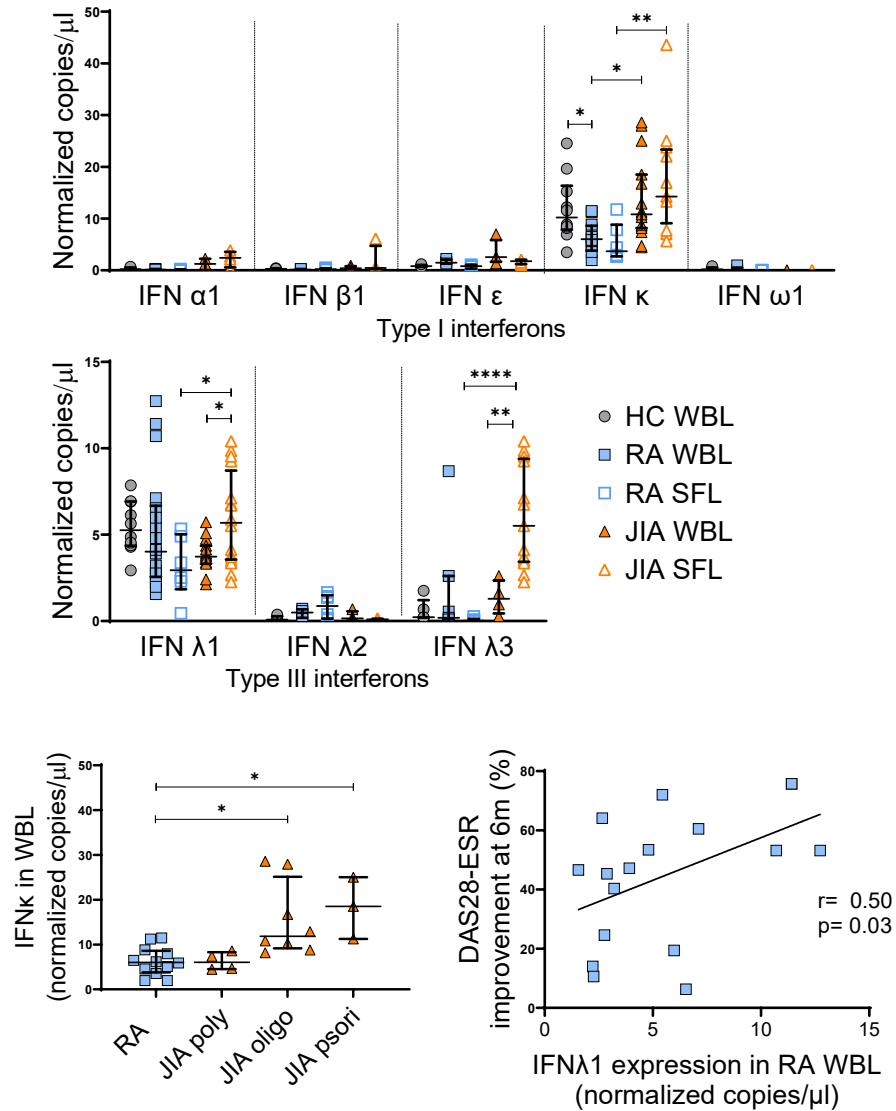 Normalized copies/μl
50
40
30
20
10
0
*
*
**
IFN α1
IFN β1
IFN ε
IFN κ
IFN ω1
Type I interferons
Normalized copies/μl
15
10
5
0
*
*
****
**
IFN λ1
IFN λ2
IFN λ3
Type III interferons
HC WBL
RA WBL
RA SFL
JIA WBL
JIA SFL
IFNκ in WBL
(normalized copies/μl)
50
40
30
20
10
0
*
*
RA
JIA poly
JIA oligo
JIA psori
DAS28-ESR
improvement at 6m (%)
80
60
40
20
0
r= 0.50
p= 0.03
0
5
10
15
IFNλ1 expression in RA WBL
(normalized copies/μl)